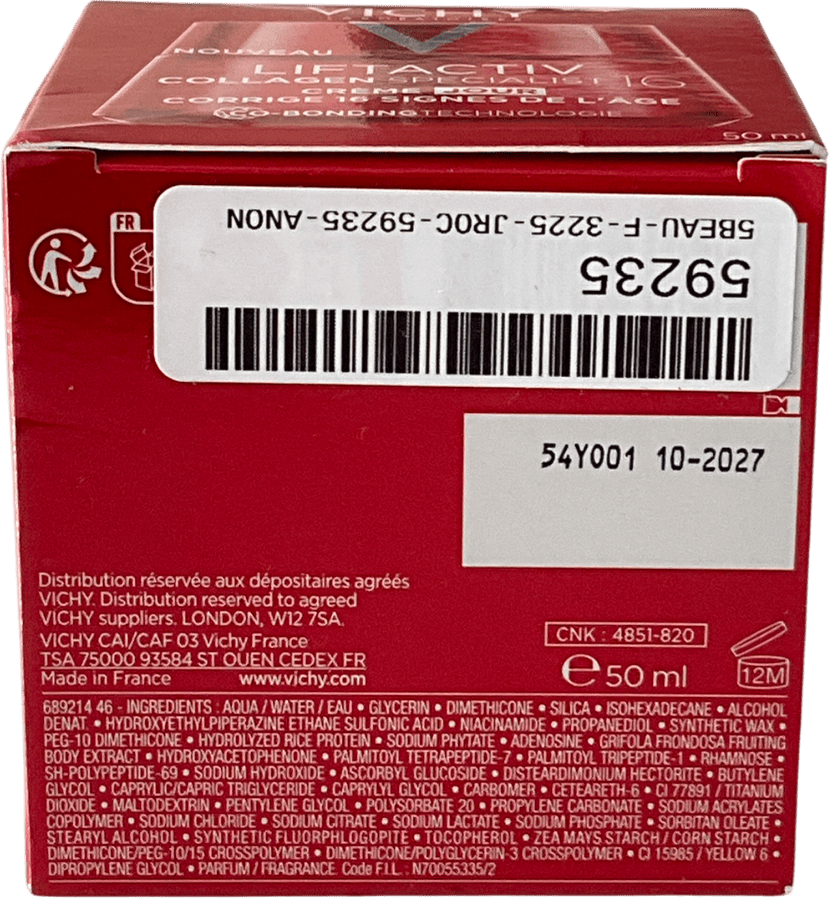 VICHY
NOUVEAU
LIFTACTIV
COLLAGEN SPECIALIST 16
CRÈME JOUR
CORRIGE 16 SIGNES DE L'ÂGE
CO-BONDING TECHNOLOGIE
50 ml
FR
5BEAU-F-3225-JROC-59235-ANON
59235
54Y001 10-2027
Distribution réservée aux dépositaires agréés
VICHY. Distribution reserved to agreed
VICHY suppliers. LONDON, W12 7SA.
VICHY CAI/CAF 03 Vichy France
TSA 75000 93584 ST OUEN CEDEX FR
Made in France www.vichy.com
CNK : 4851-820
e 50 ml
12M
689214 46 - INGREDIENTS : AQUA / WATER / EAU • GLYCERIN • DIMETHICONE • SILICA • ISOHEXADECANE • ALCOHOL
DENAT. • HYDROXYETHYLPIPERAZINE ETHANE SULFONIC ACID • NIACINAMIDE • PROPANEDIOL • SYNTHETIC WAX •
PEG-10 DIMETHICONE • HYDROLYZED RICE PROTEIN • SODIUM PHYTATE • ADENOSINE • GRIFOLA FRONDOSA FRUITING
BODY EXTRACT • HYDROXYACETOPHENONE • PALMITOYL TETRAPEPTIDE-7 • PALMITOYL TRIPEPTIDE-1 • RHAMNOSE •
SH-POLYPEPTIDE-69 • SODIUM HYDROXIDE • ASCORBYL GLUCOSIDE • DISTEARDIMONIUM HECTORITE • BUTYLENE
GLYCOL • CAPRYLIC/CAPRIC TRIGLYCERIDE • CAPRYLYL GLYCOL • CARBOMER • CETEARETH-6 • CI 77891 / TITANIUM
DIOXIDE • MALTODEXTRIN • PENTYLENE GLYCOL • POLYSORBATE 20 • PROPYLENE CARBONATE • SODIUM ACRYLATES
COPOLYMER • SODIUM CHLORIDE • SODIUM CITRATE • SODIUM LACTATE • SODIUM PHOSPHATE • SORBITAN OLEATE •
STEARYL ALCOHOL • SYNTHETIC FLUORPHLOGOPITE • TOCOPHEROL • ZEA MAYS STARCH / CORN STARCH •
DIMETHICONE/PEG-10/15 CROSSPOLYMER • DIMETHICONE/POLYGLYCERIN-3 CROSSPOLYMER • CI 15985 / YELLOW 6 •
DIPROPYLENE GLYCOL • PARFUM / FRAGRANCE. Code F.I.L. : N70055335/2